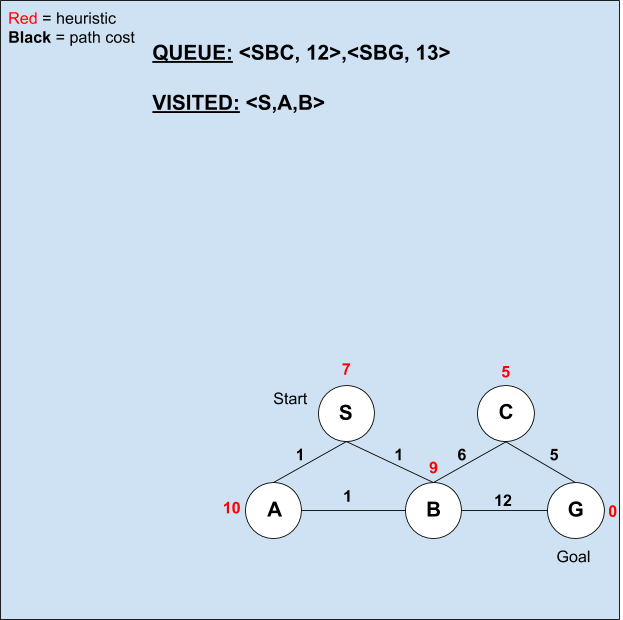 Red = heuristic
Black = path cost
QUEUE: <SBC, 12>,<SBG, 13>
VISITED: <S,A,B>
7
5
Start
S
C
1
1
6
5
9
10
A
1
B
12
G
0
Goal